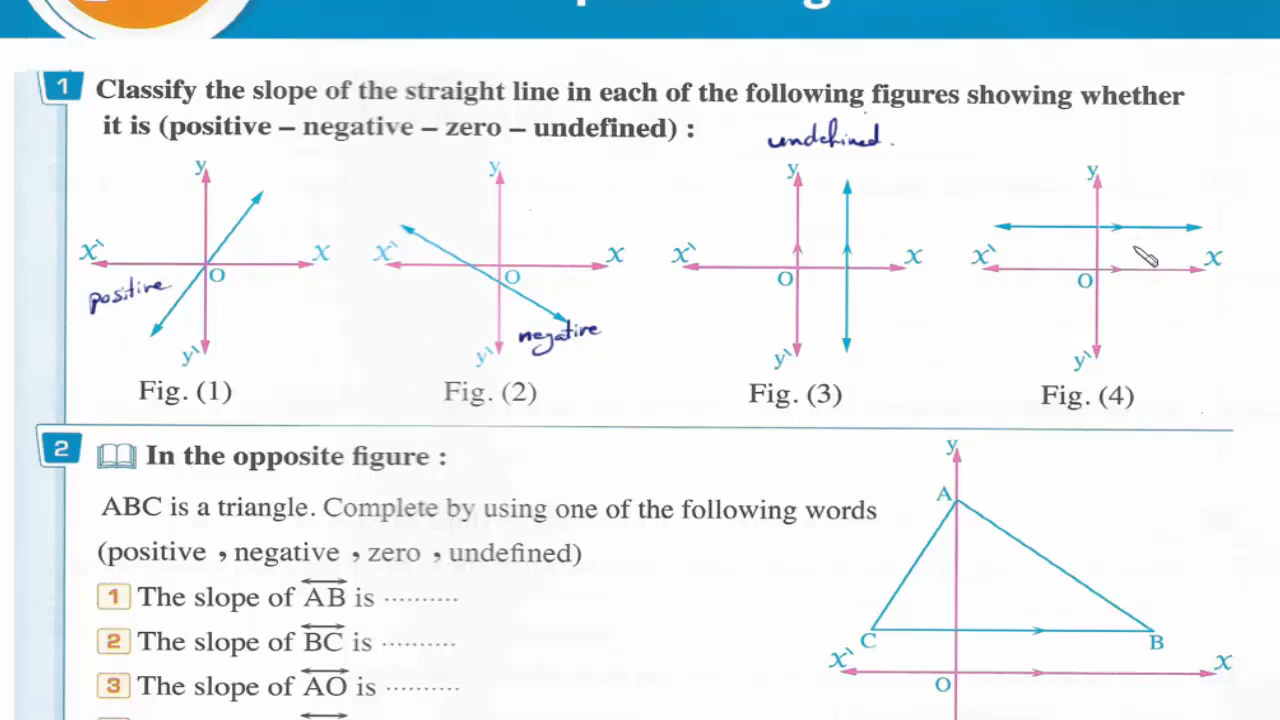 1 Classify the slope of the straight line in each of the following figures showing whether
it is (positive – negative – zero – undefined) :
undefined.
y y y y
x` x x` x x` x x` x
O O O O
positive
negative
y` y` y` y`
Fig. (1) Fig. (2) Fig. (3) Fig. (4)
2 In the opposite figure :
ABC is a triangle. Complete by using one of the following words
(positive , negative , zero , undefined)
1 The slope of AB is ..........
2 The slope of BC is ..........
3 The slope of AO is ..........
y
A
C
B
x` x
O